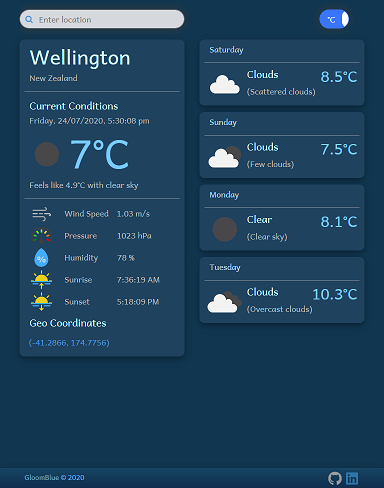 Enter location
℃
Wellington
New Zealand
Current Conditions
Friday, 24/07/2020, 5:30:08 pm
7℃
Feels like 4.9℃ with clear sky
Wind Speed 1.03 m/s
Pressure 1023 hPa
% Humidity 78 %
Sunrise 7:36:19 AM
Sunset 5:18:09 PM
Geo Coordinates
(-41.2866, 174.7756)
Saturday
Clouds 8.5℃
(Scattered clouds)
Sunday
Clouds 7.5℃
(Few clouds)
Monday
Clear 8.1℃
(Clear sky)
Tuesday
Clouds 10.3℃
(Overcast clouds)
GloomBlue © 2020
in